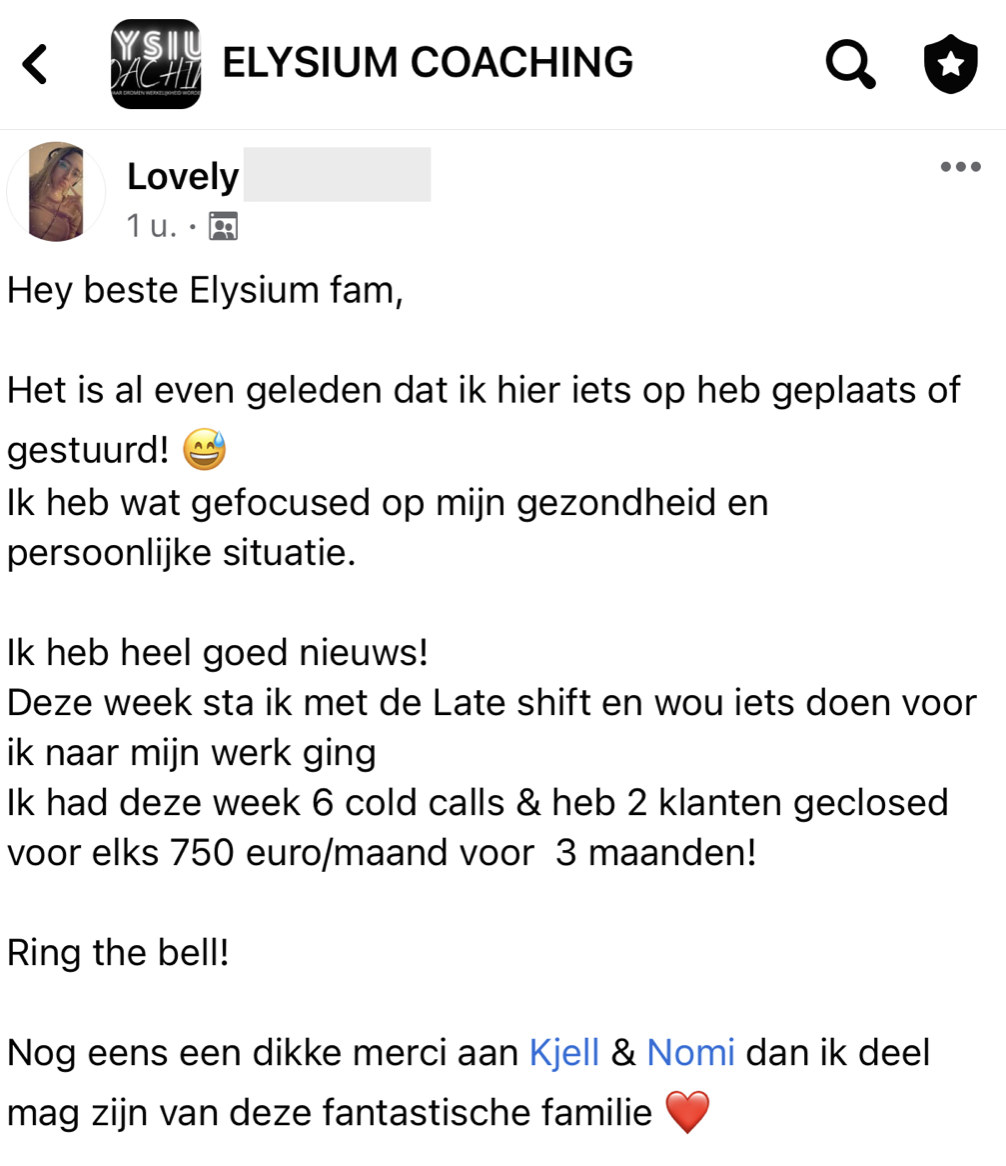 YSIU
OACHIN
ELYSIUM COACHING
Lovely
1 u. ·
Hey beste Elysium fam,
Het is al even geleden dat ik hier iets op heb geplaats of
gestuurd! 😅
Ik heb wat gefocused op mijn gezondheid en
persoonlijke situatie.
Ik heb heel goed nieuws!
Deze week sta ik met de Late shift en wou iets doen voor
ik naar mijn werk ging
Ik had deze week 6 cold calls & heb 2 klanten geclosed
voor elks 750 euro/maand voor  3 maanden!
Ring the bell!
Nog eens een dikke merci aan Kjell & Nomi dan ik deel
mag zijn van deze fantastische familie ❤️